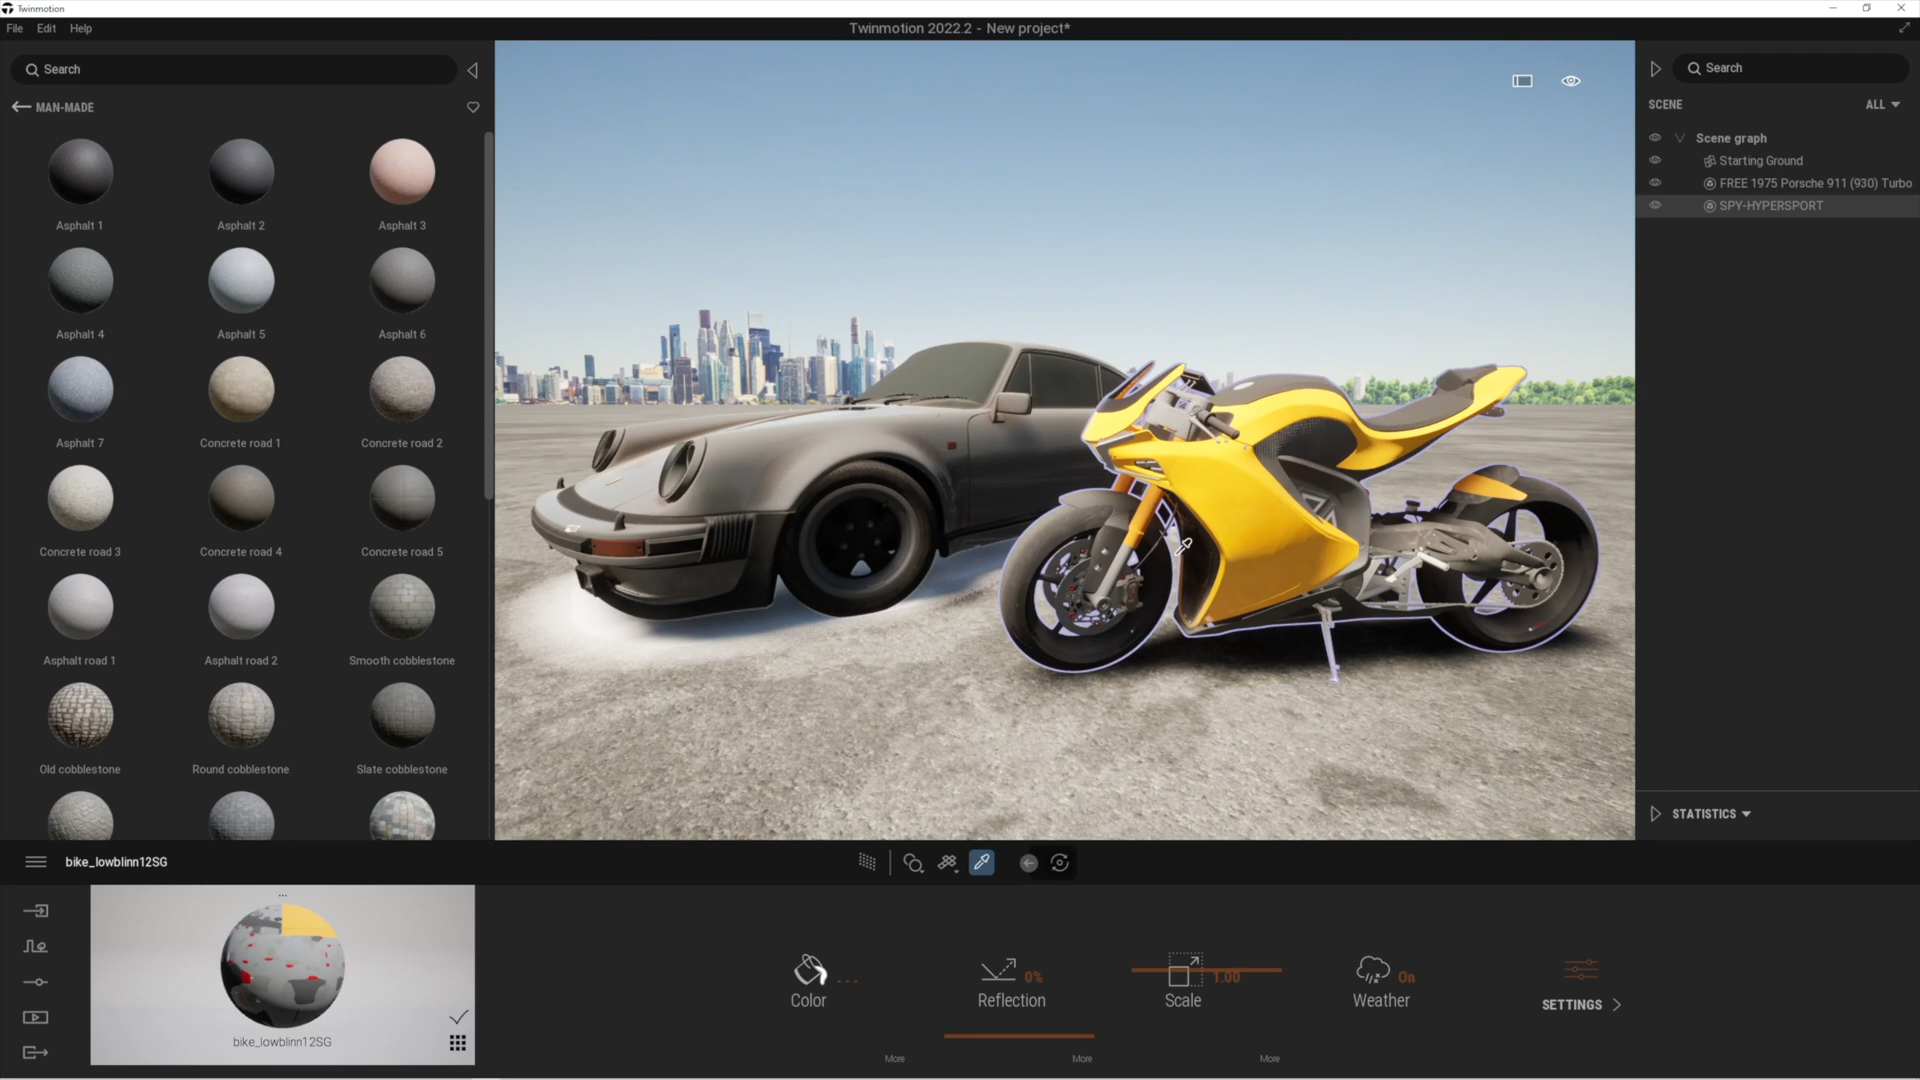 Twinmotion
File Edit Help
Twinmotion 2022.2 - New project*
Search
MAN-MADE
Asphalt 1
Asphalt 2
Asphalt 3
Asphalt 4
Asphalt 5
Asphalt 6
Asphalt 7
Concrete road 1
Concrete road 2
Concrete road 3
Concrete road 4
Concrete road 5
Asphalt road 1
Asphalt road 2
Smooth cobblestone
Old cobblestone
Round cobblestone
Slate cobblestone
Search
SCENE ALL
Scene graph
Starting Ground
FREE 1975 Porsche 911 (930) Turbo
SPY-HYPERSPORT
STATISTICS
bike_lowblinn12SG
...
bike_lowblinn12SG
Color ...
Reflection 0%
Scale 1.00
Weather On
SETTINGS
More
More
More